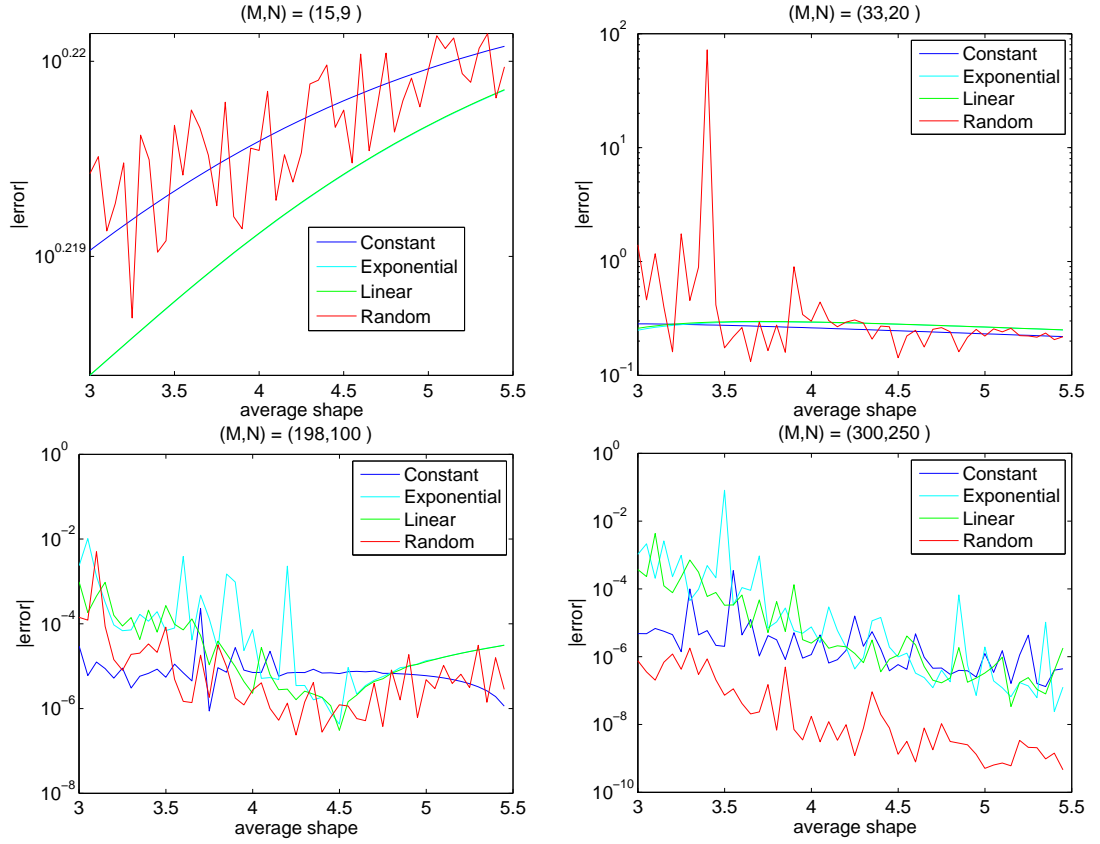 (M,N) = (15,9 )
10^0.22
10^0.219
|error|
3 3.5 4 4.5 5 5.5
average shape
Constant
Exponential
Linear
Random
(M,N) = (33,20 )
10^2
10^1
10^0
10^-1
|error|
3 3.5 4 4.5 5 5.5
average shape
Constant
Exponential
Linear
Random
(M,N) = (198,100 )
10^0
10^-2
10^-4
10^-6
10^-8
|error|
3 3.5 4 4.5 5 5.5
average shape
Constant
Exponential
Linear
Random
(M,N) = (300,250 )
10^0
10^-2
10^-4
10^-6
10^-8
10^-10
|error|
3 3.5 4 4.5 5 5.5
average shape
Constant
Exponential
Linear
Random